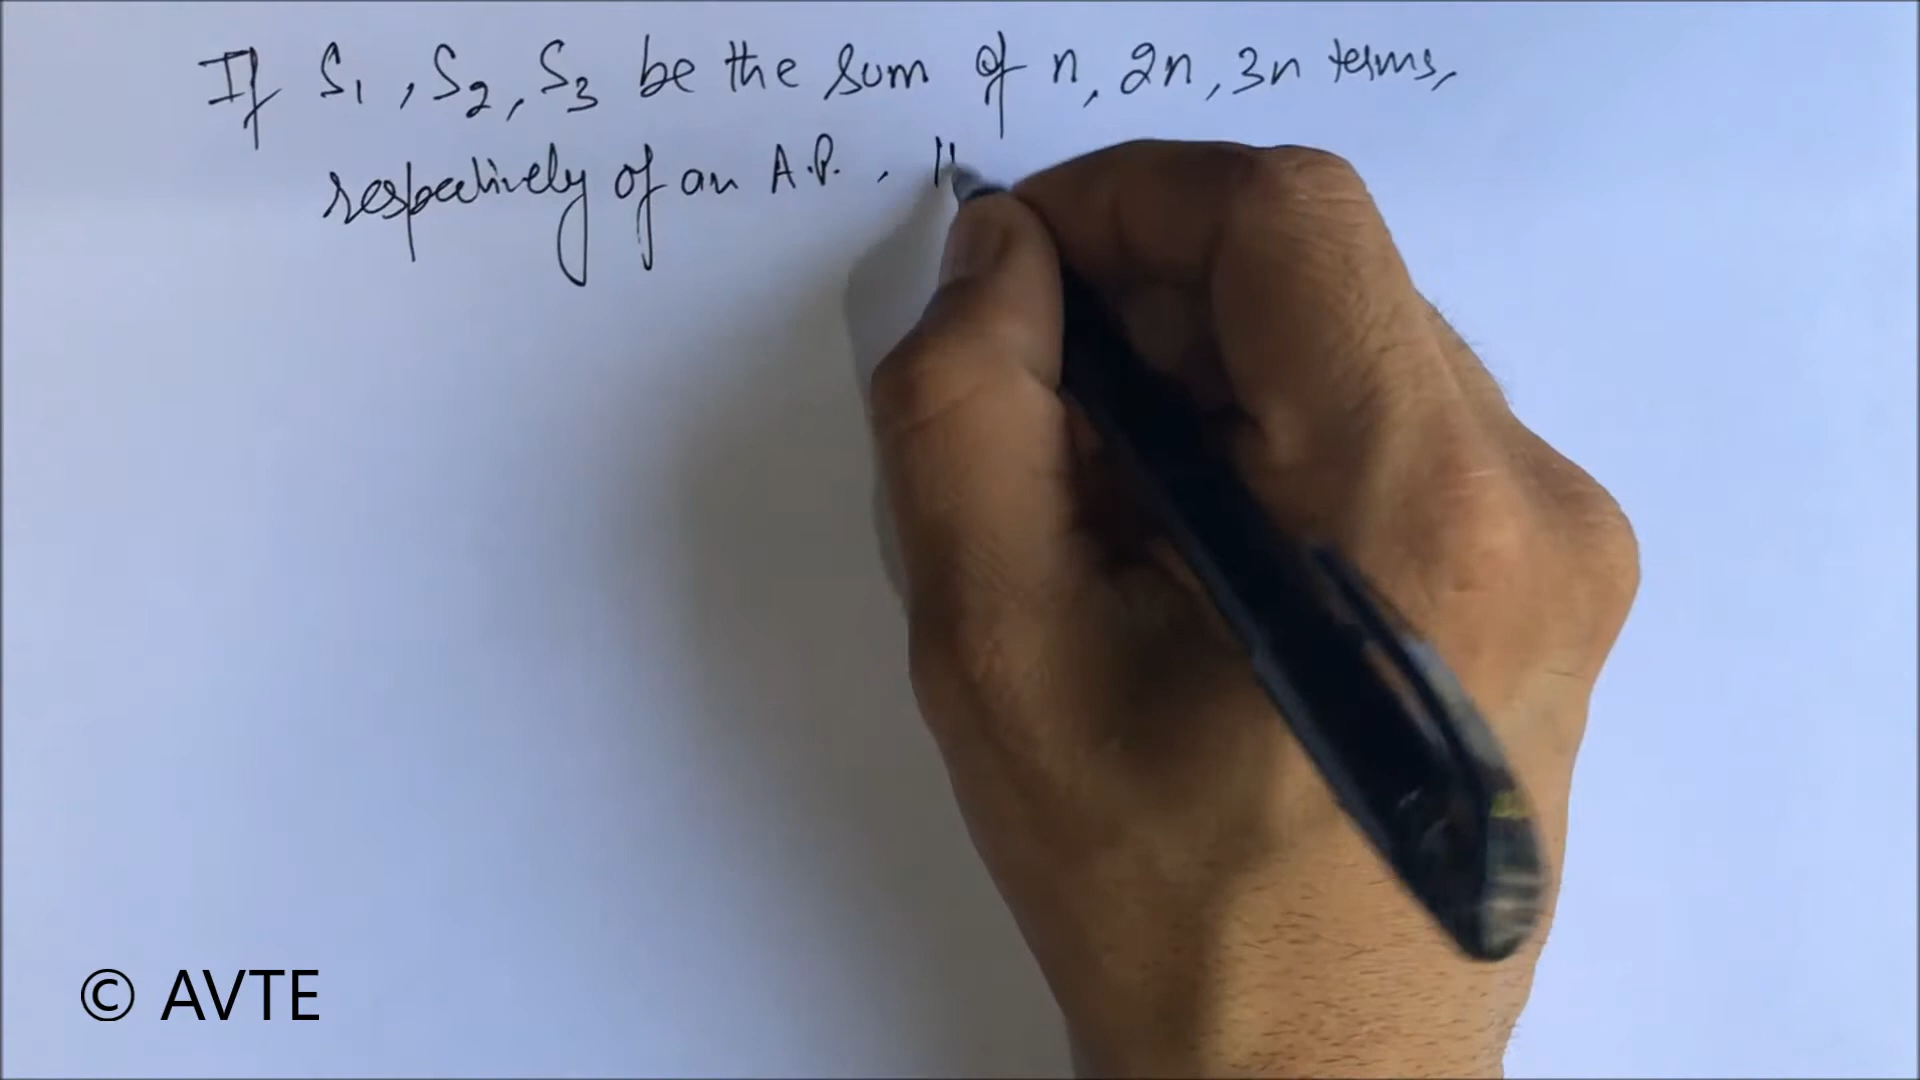 If S₁, S₂, S₃ be the sum of n, 2n, 3n terms,
respectively of an A.P.,
© AVTE